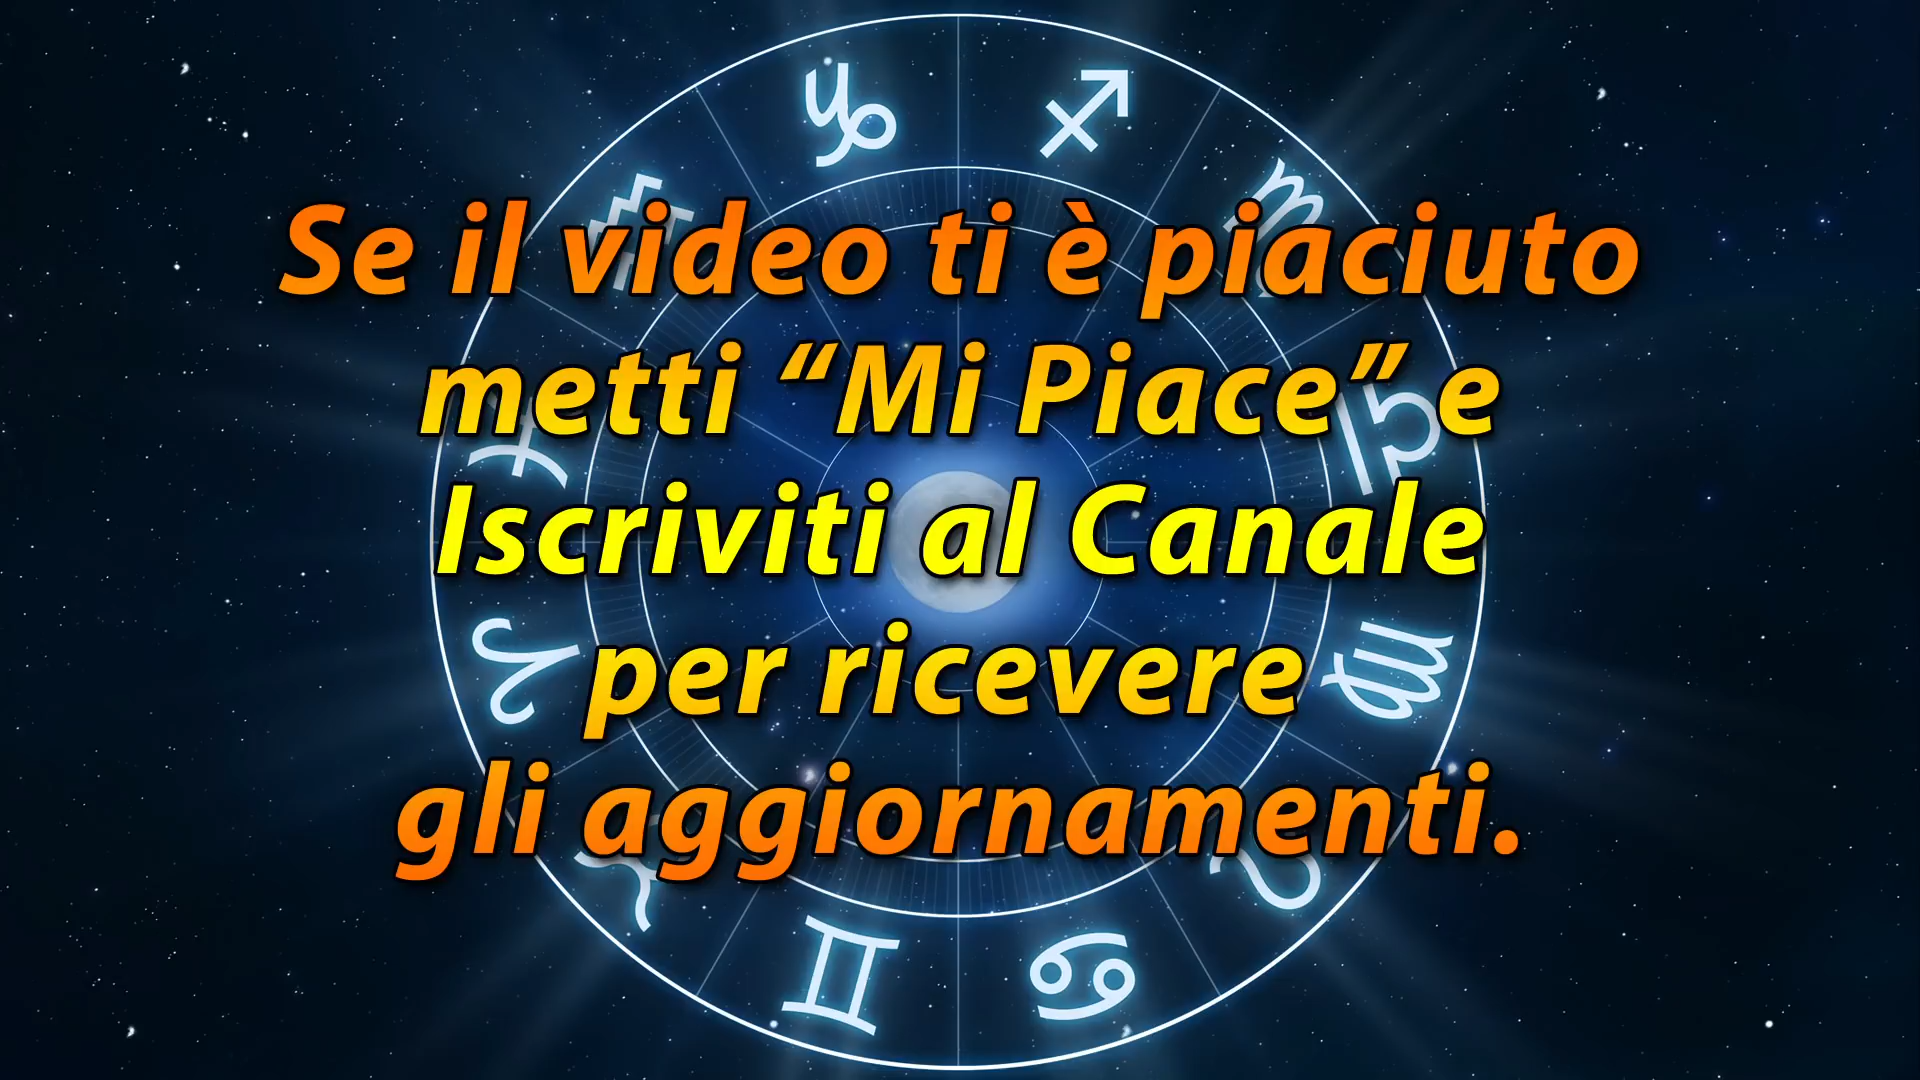 Se il video ti è piaciuto
metti “Mi Piace” e
Iscriviti al Canale
per ricevere
gli aggiornamenti.